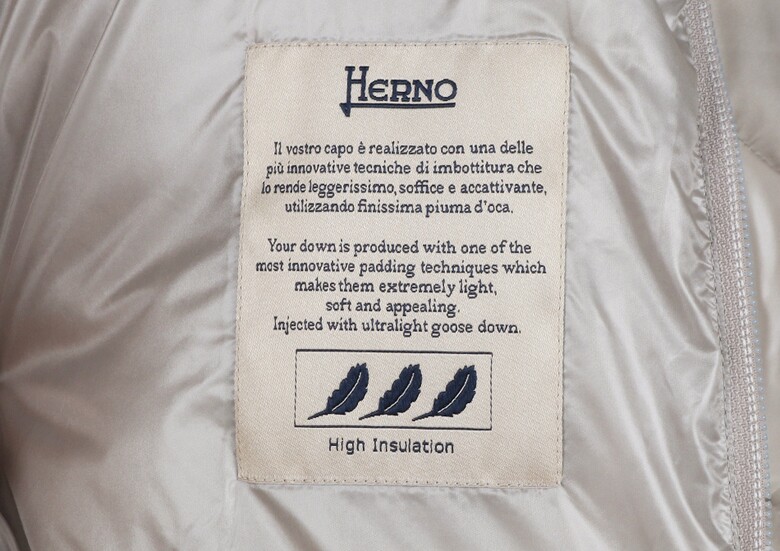 HERNO
Il vostro capo è realizzato con una delle
più innovative tecniche di imbottitura che
lo rende leggerissimo, soffice e accattivante,
utilizzando finissima piuma d'oca.
Your down is produced with one of the
most innovative padding techniques which
makes them extremely light,
soft and appealing.
Injected with ultralight goose down.
High Insulation